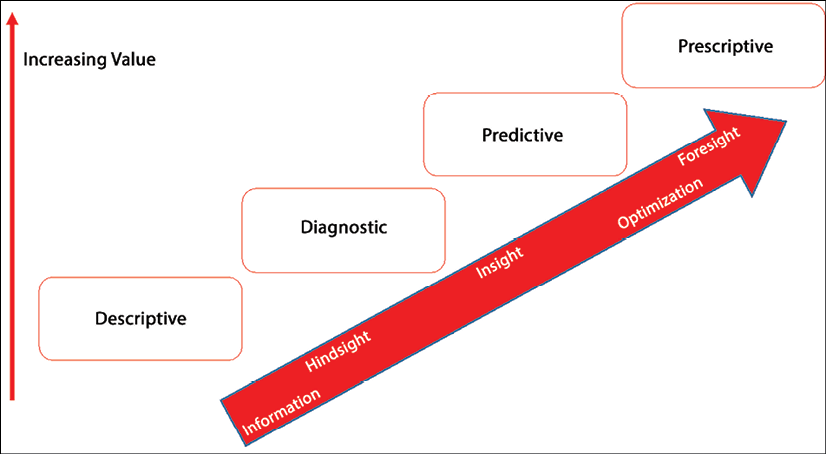 Prescriptive
Increasing Value
Predictive
Foresight
Optimization
Diagnostic
Insight
Descriptive
Hindsight
Information